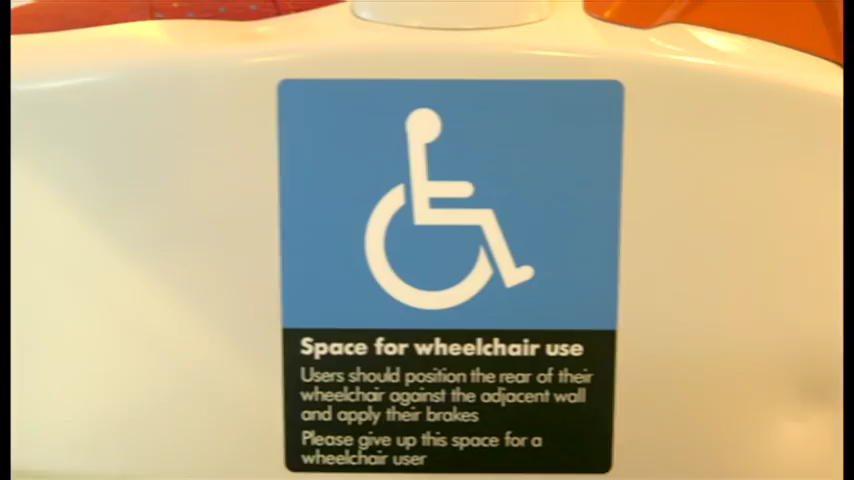 Space for wheelchair use
Users should position the rear of their
wheelchair against the adjacent wall
and apply their brakes
Please give up this space for a
wheelchair user